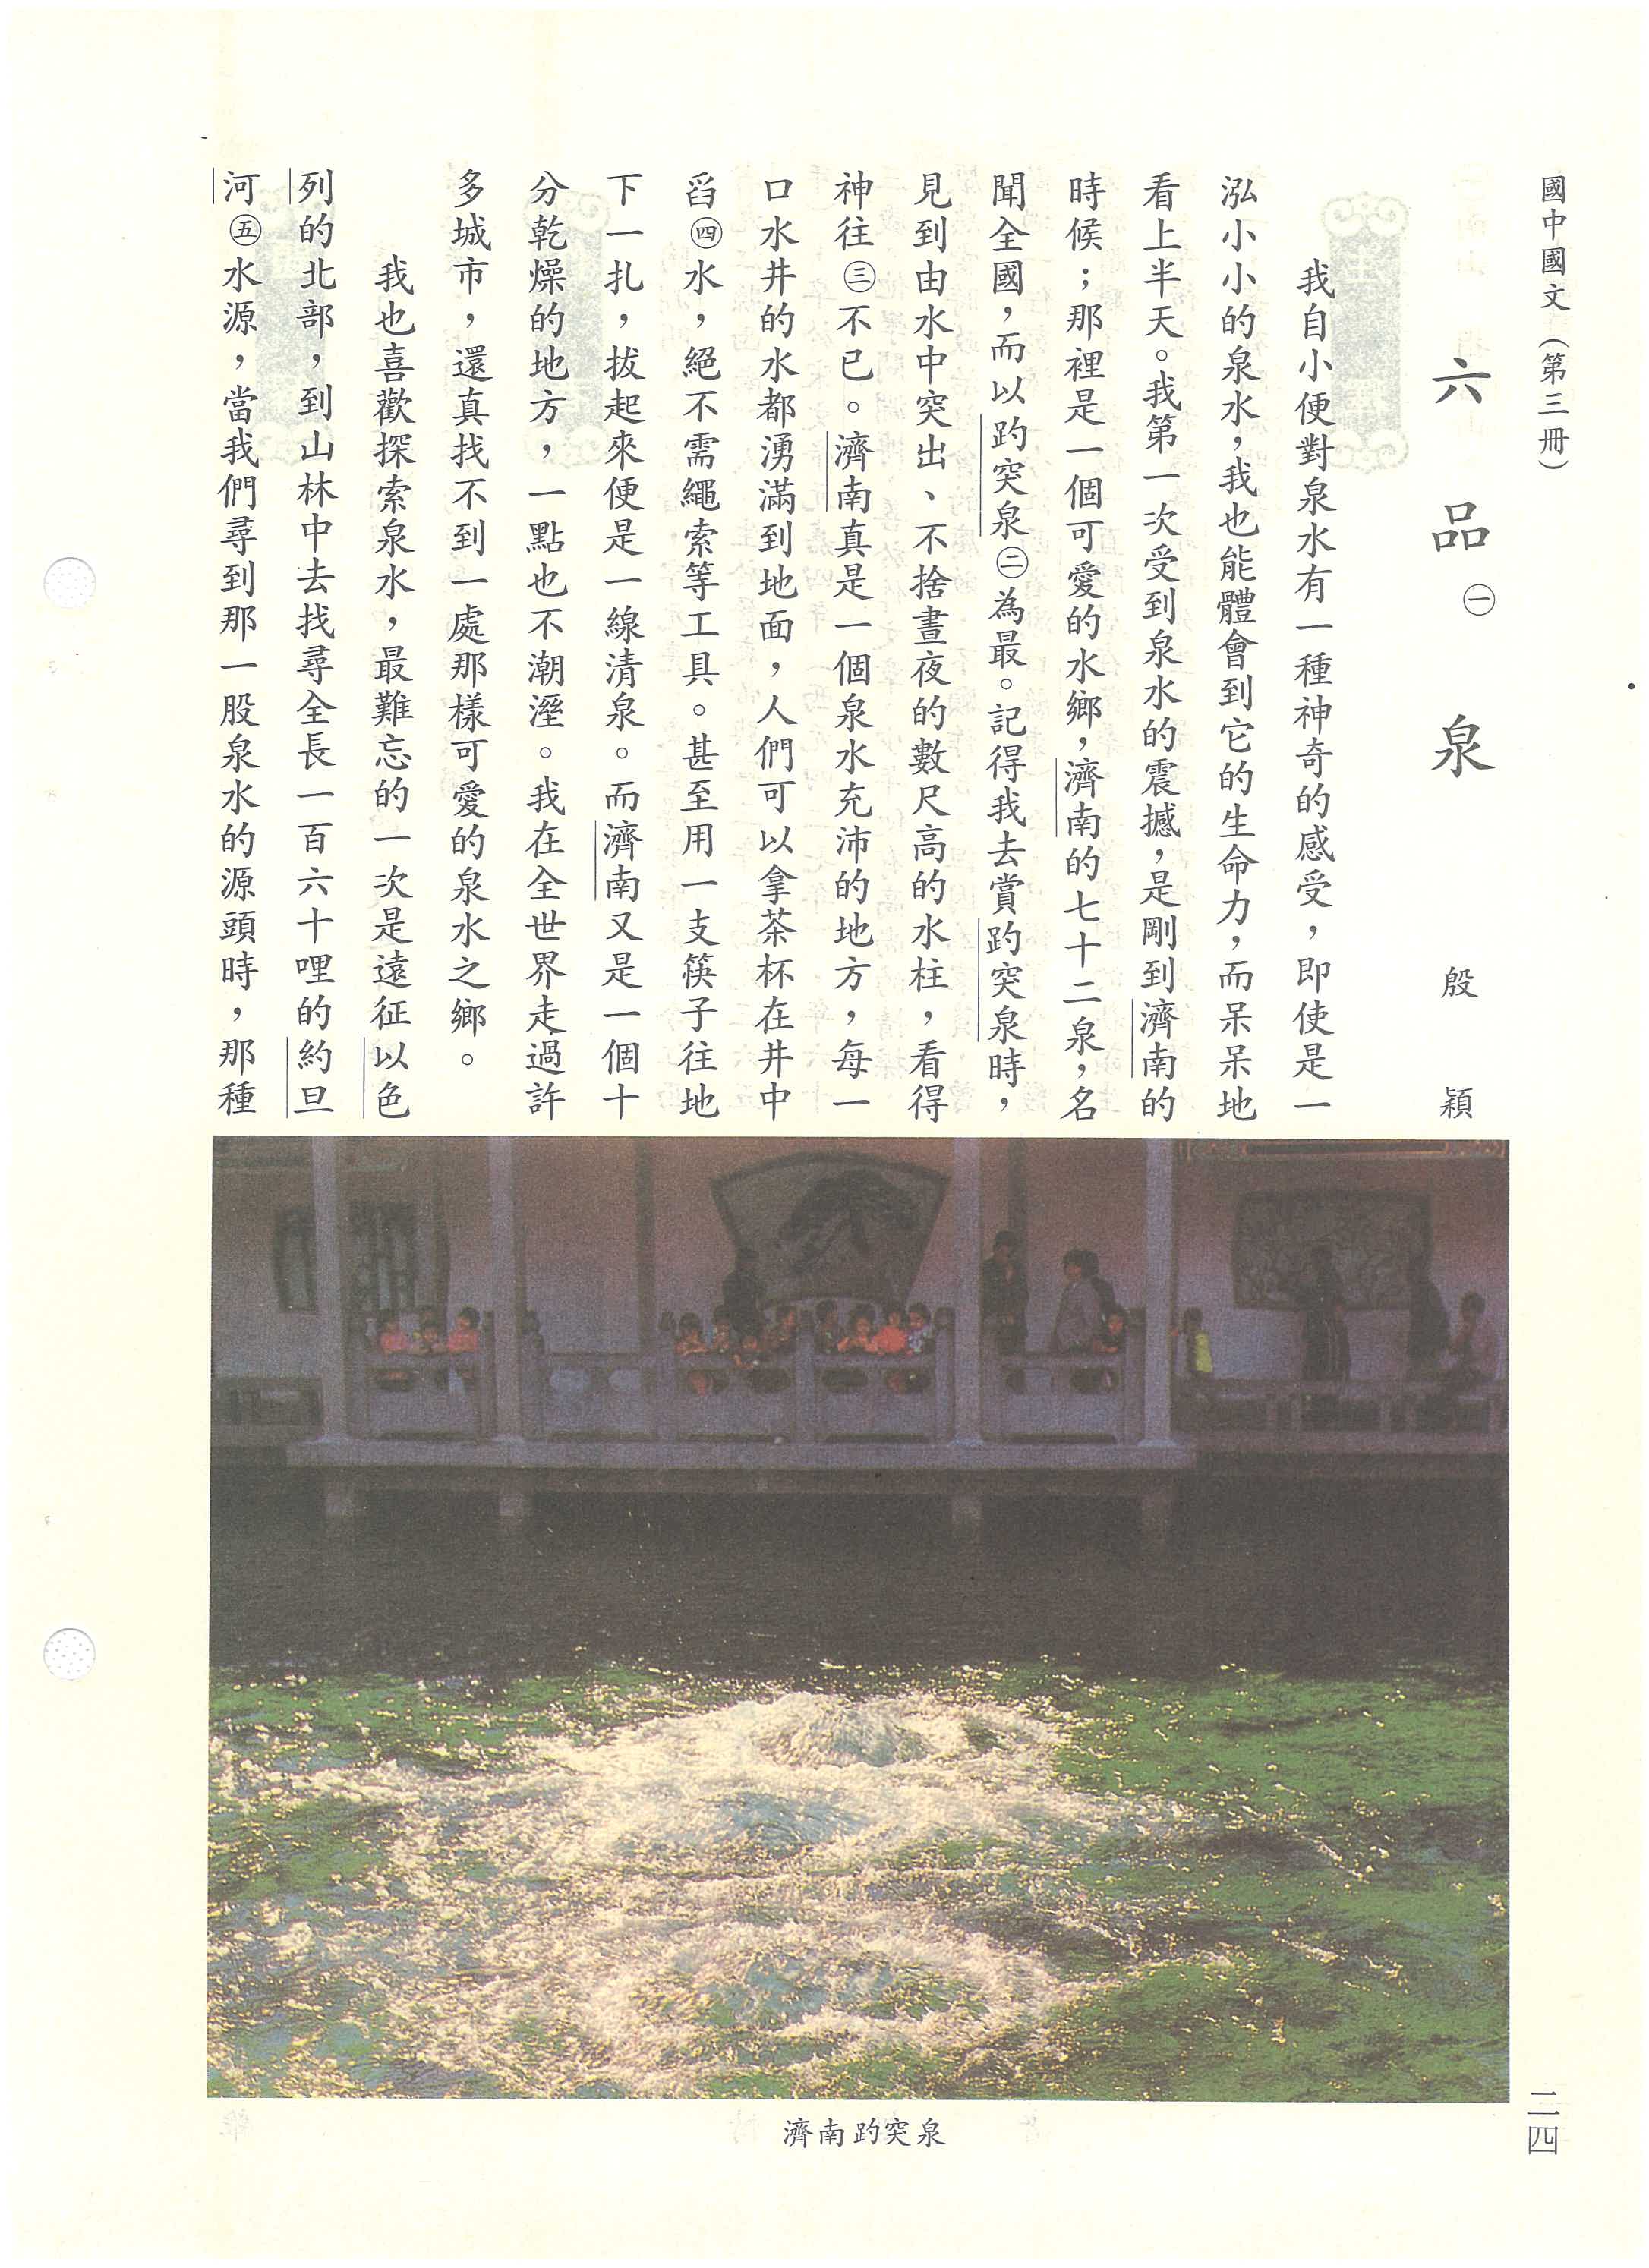 國中國文(第三冊)
六品㊀泉
殷穎
我自小便對泉水有一種神奇的感受，即使是一
泓小小的泉水，我也能體會到它的生命力，而呆呆地
看上半天。我第一次受到泉水的震撼，是剛到濟南的
時候；那裡是一個可愛的水鄉，濟南的七十二泉，名
聞全國，而以趵突泉㊁為最。記得我去賞趵突泉時，
見到由水中突出、不捨晝夜的數尺高的水柱，看得
神往㊂不已。濟南真是一個泉水充沛的地方，每一
口水井的水都湧滿到地面，人們可以拿茶杯在井中
舀㊃水，絕不需繩索等工具。甚至用一支筷子往地
下一扎，拔起來便是一線清泉。而濟南又是一個十
分乾燥的地方，一點也不潮溼。我在全世界走過許
多城市，還真找不到一處那樣可愛的泉水之鄉。
我也喜歡探索泉水，最難忘的一次是遠征以色
列的北部，到山林中去找尋全長一百六十哩的約旦
河㊄水源，當我們尋到那一股泉水的源頭時，那種
濟南趵突泉
二四